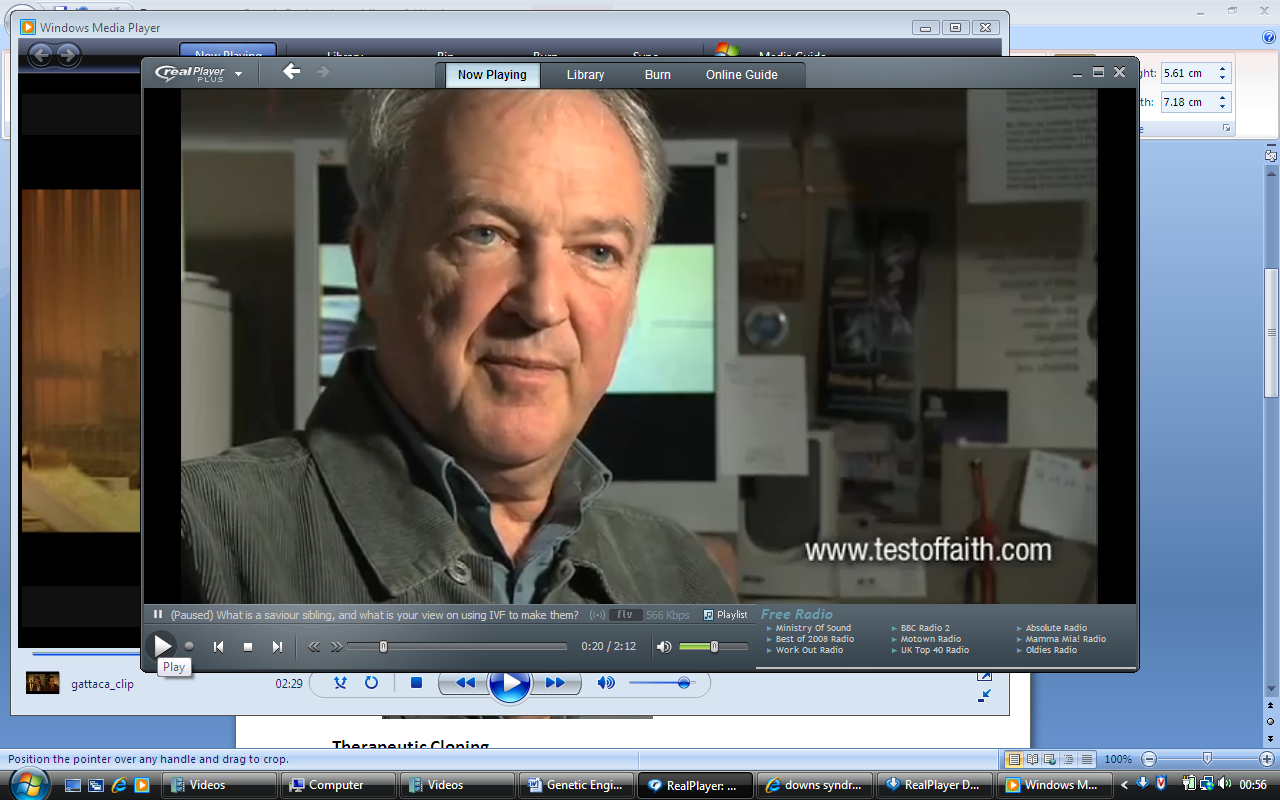 Windows Media Player
Now Playing
Library
Burn
Sync
Media Guide
realPlayer
PLUS
Now Playing
Library
Burn
Online Guide
ght: 5.61 cm
th: 7.18 cm
www.testoffaith.com
(Paused) What is a saviour sibling, and what is your view on using IVF to make them?
flv
566 Kbps
Playlist
0:20 / 2:12
Play
Free Radio
Ministry Of Sound
Best of 2008 Radio
Work Out Radio
BBC Radio 2
Motown Radio
UK Top 40 Radio
Absolute Radio
Mamma Mia! Radio
Oldies Radio
gattaca_clip
02:29
Therapeutic Cloning
Position the pointer over any handle and drag to crop.
100%
Videos
Computer
Videos
Genetic Engi...
RealPlayer: ...
downs syndr...
RealPlayer D...
Windows M...
00:56